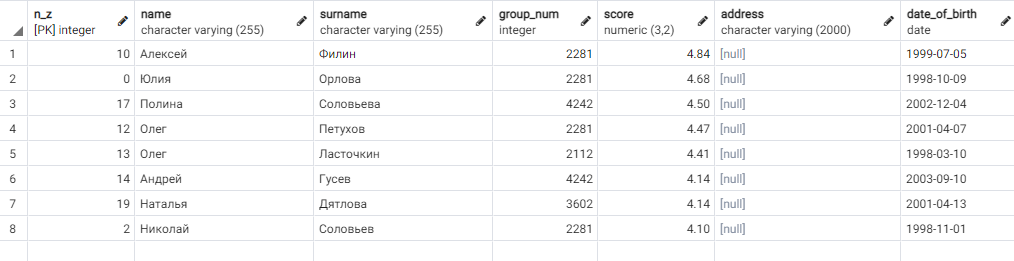 n_z name surname group_num score address date_of_birth
[PK] integer character varying (255) character varying (255) integer numeric (3,2) character varying (2000) date
1 10 Алексей Филин 2281 4.84 [null] 1999-07-05
2 0 Юлия Орлова 2281 4.68 [null] 1998-10-09
3 17 Полина Соловьева 4242 4.50 [null] 2002-12-04
4 12 Олег Петухов 2281 4.47 [null] 2001-04-07
5 13 Олег Ласточкин 2112 4.41 [null] 1998-03-10
6 14 Андрей Гусев 4242 4.14 [null] 2003-09-10
7 19 Наталья Дятлова 3602 4.14 [null] 2001-04-13
8 2 Николай Соловьев 2281 4.10 [null] 1998-11-01